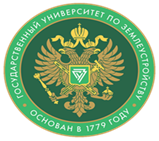 ГОСУДАРСТВЕННЫЙ УНИВЕРСИТЕТ ПО ЗЕМЛЕУСТРОЙСТВУ
ОСНОВАН В 1779 ГОДУ